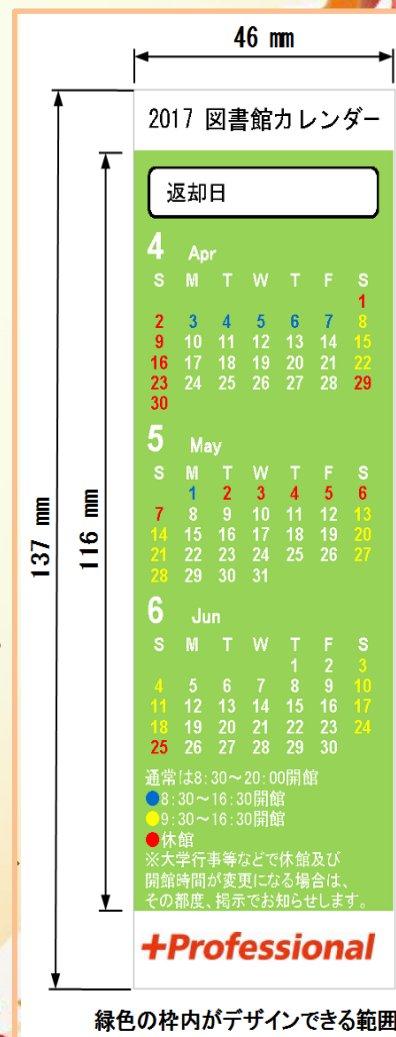 46 mm
2017 図書館カレンダー
返却日
4 Apr
S M T W T F S
1
2 3 4 5 6 7 8
9 10 11 12 13 14 15
16 17 18 19 20 21 22
23 24 25 26 27 28 29
30
5 May
S M T W T F S
1 2 3 4 5 6
7 8 9 10 11 12 13
14 15 16 17 18 19 20
21 22 23 24 25 26 27
28 29 30 31
6 Jun
S M T W T F S
1 2 3
4 5 6 7 8 9 10
11 12 13 14 15 16 17
18 19 20 21 22 23 24
25 26 27 28 29 30
通常は8:30～20:00開館
●8:30～16:30開館
●9:30～16:30開館
●休館
※大学行事等などで休館及び
開館時間が変更になる場合は、
その都度、掲示でお知らせします。
+Professional
137 mm
116 mm
緑色の枠内がデザインできる範囲